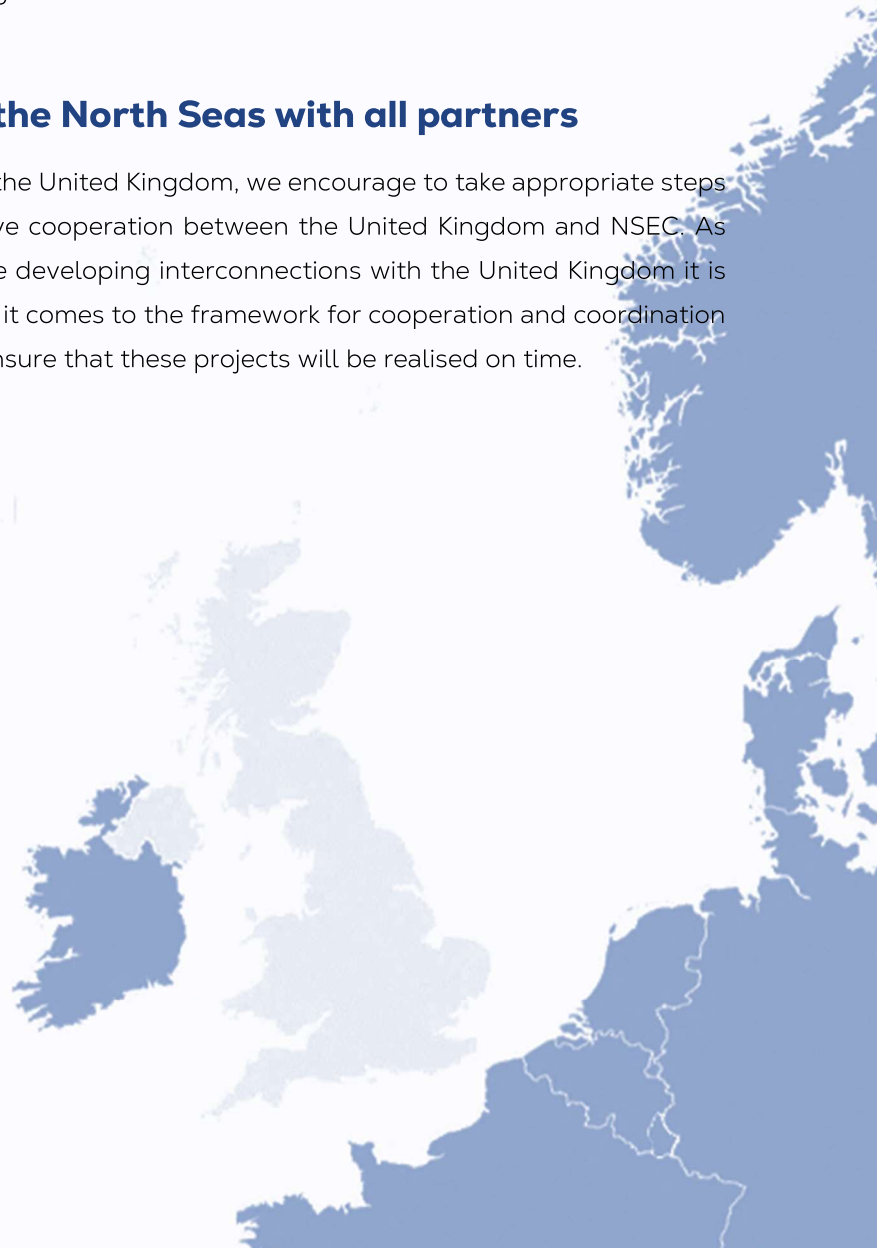 the North Seas with all partners
the United Kingdom, we encourage to take appropriate steps
cooperation between the United Kingdom and NSEC. As
developing interconnections with the United Kingdom it is
it comes to the framework for cooperation and coordination
that these projects will be realised on time.